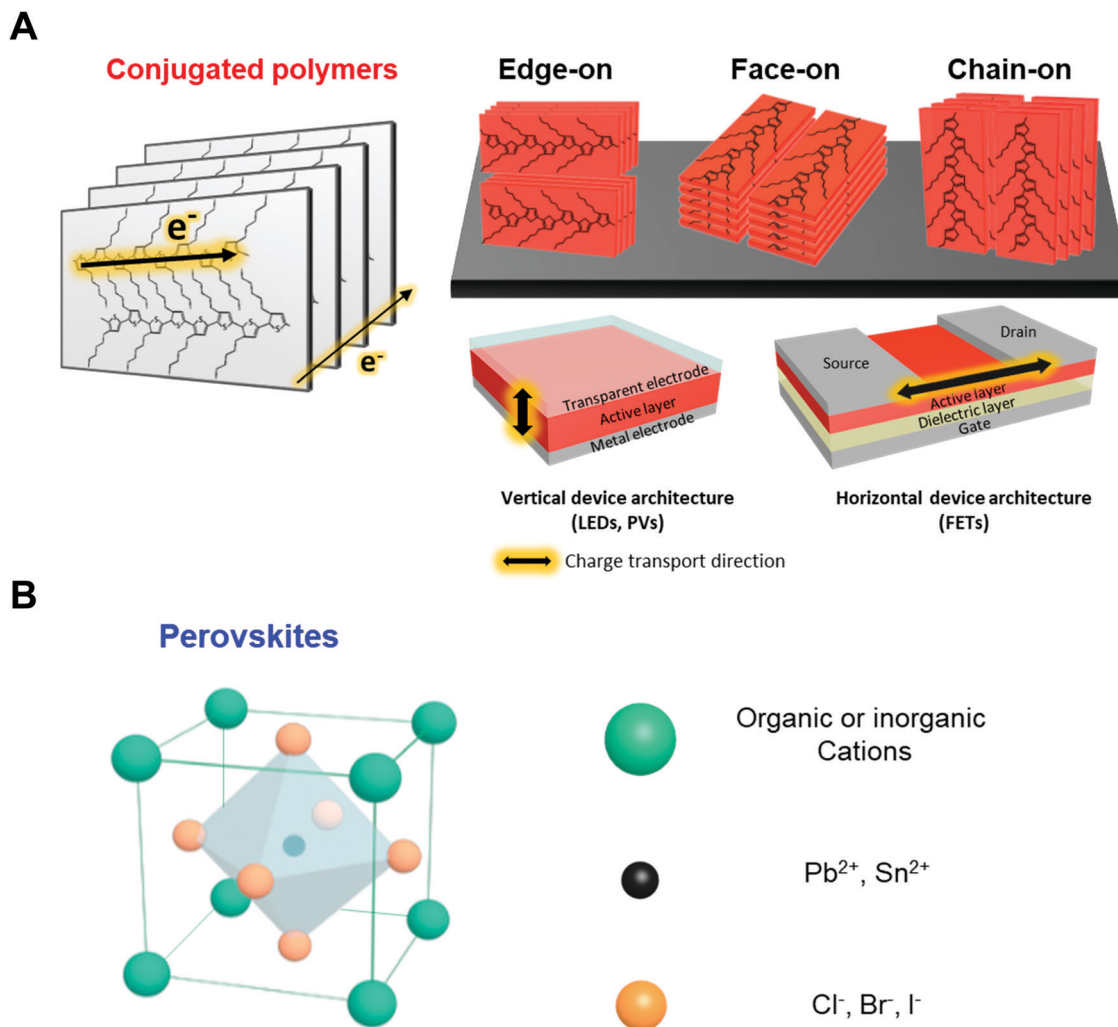 A
Conjugated polymers
Edge-on
Face-on
Chain-on
e⁻
e⁻
S S S S S S S S
Transparent electrode
Active layer
Metal electrode
Source
Drain
Active layer
Dielectric layer
Gate
Vertical device architecture
(LEDs, PVs)
Horizontal device architecture
(FETs)
Charge transport direction
B
Perovskites
Organic or inorganic
Cations
Pb²⁺, Sn²⁺
Cl⁻, Br⁻, I⁻